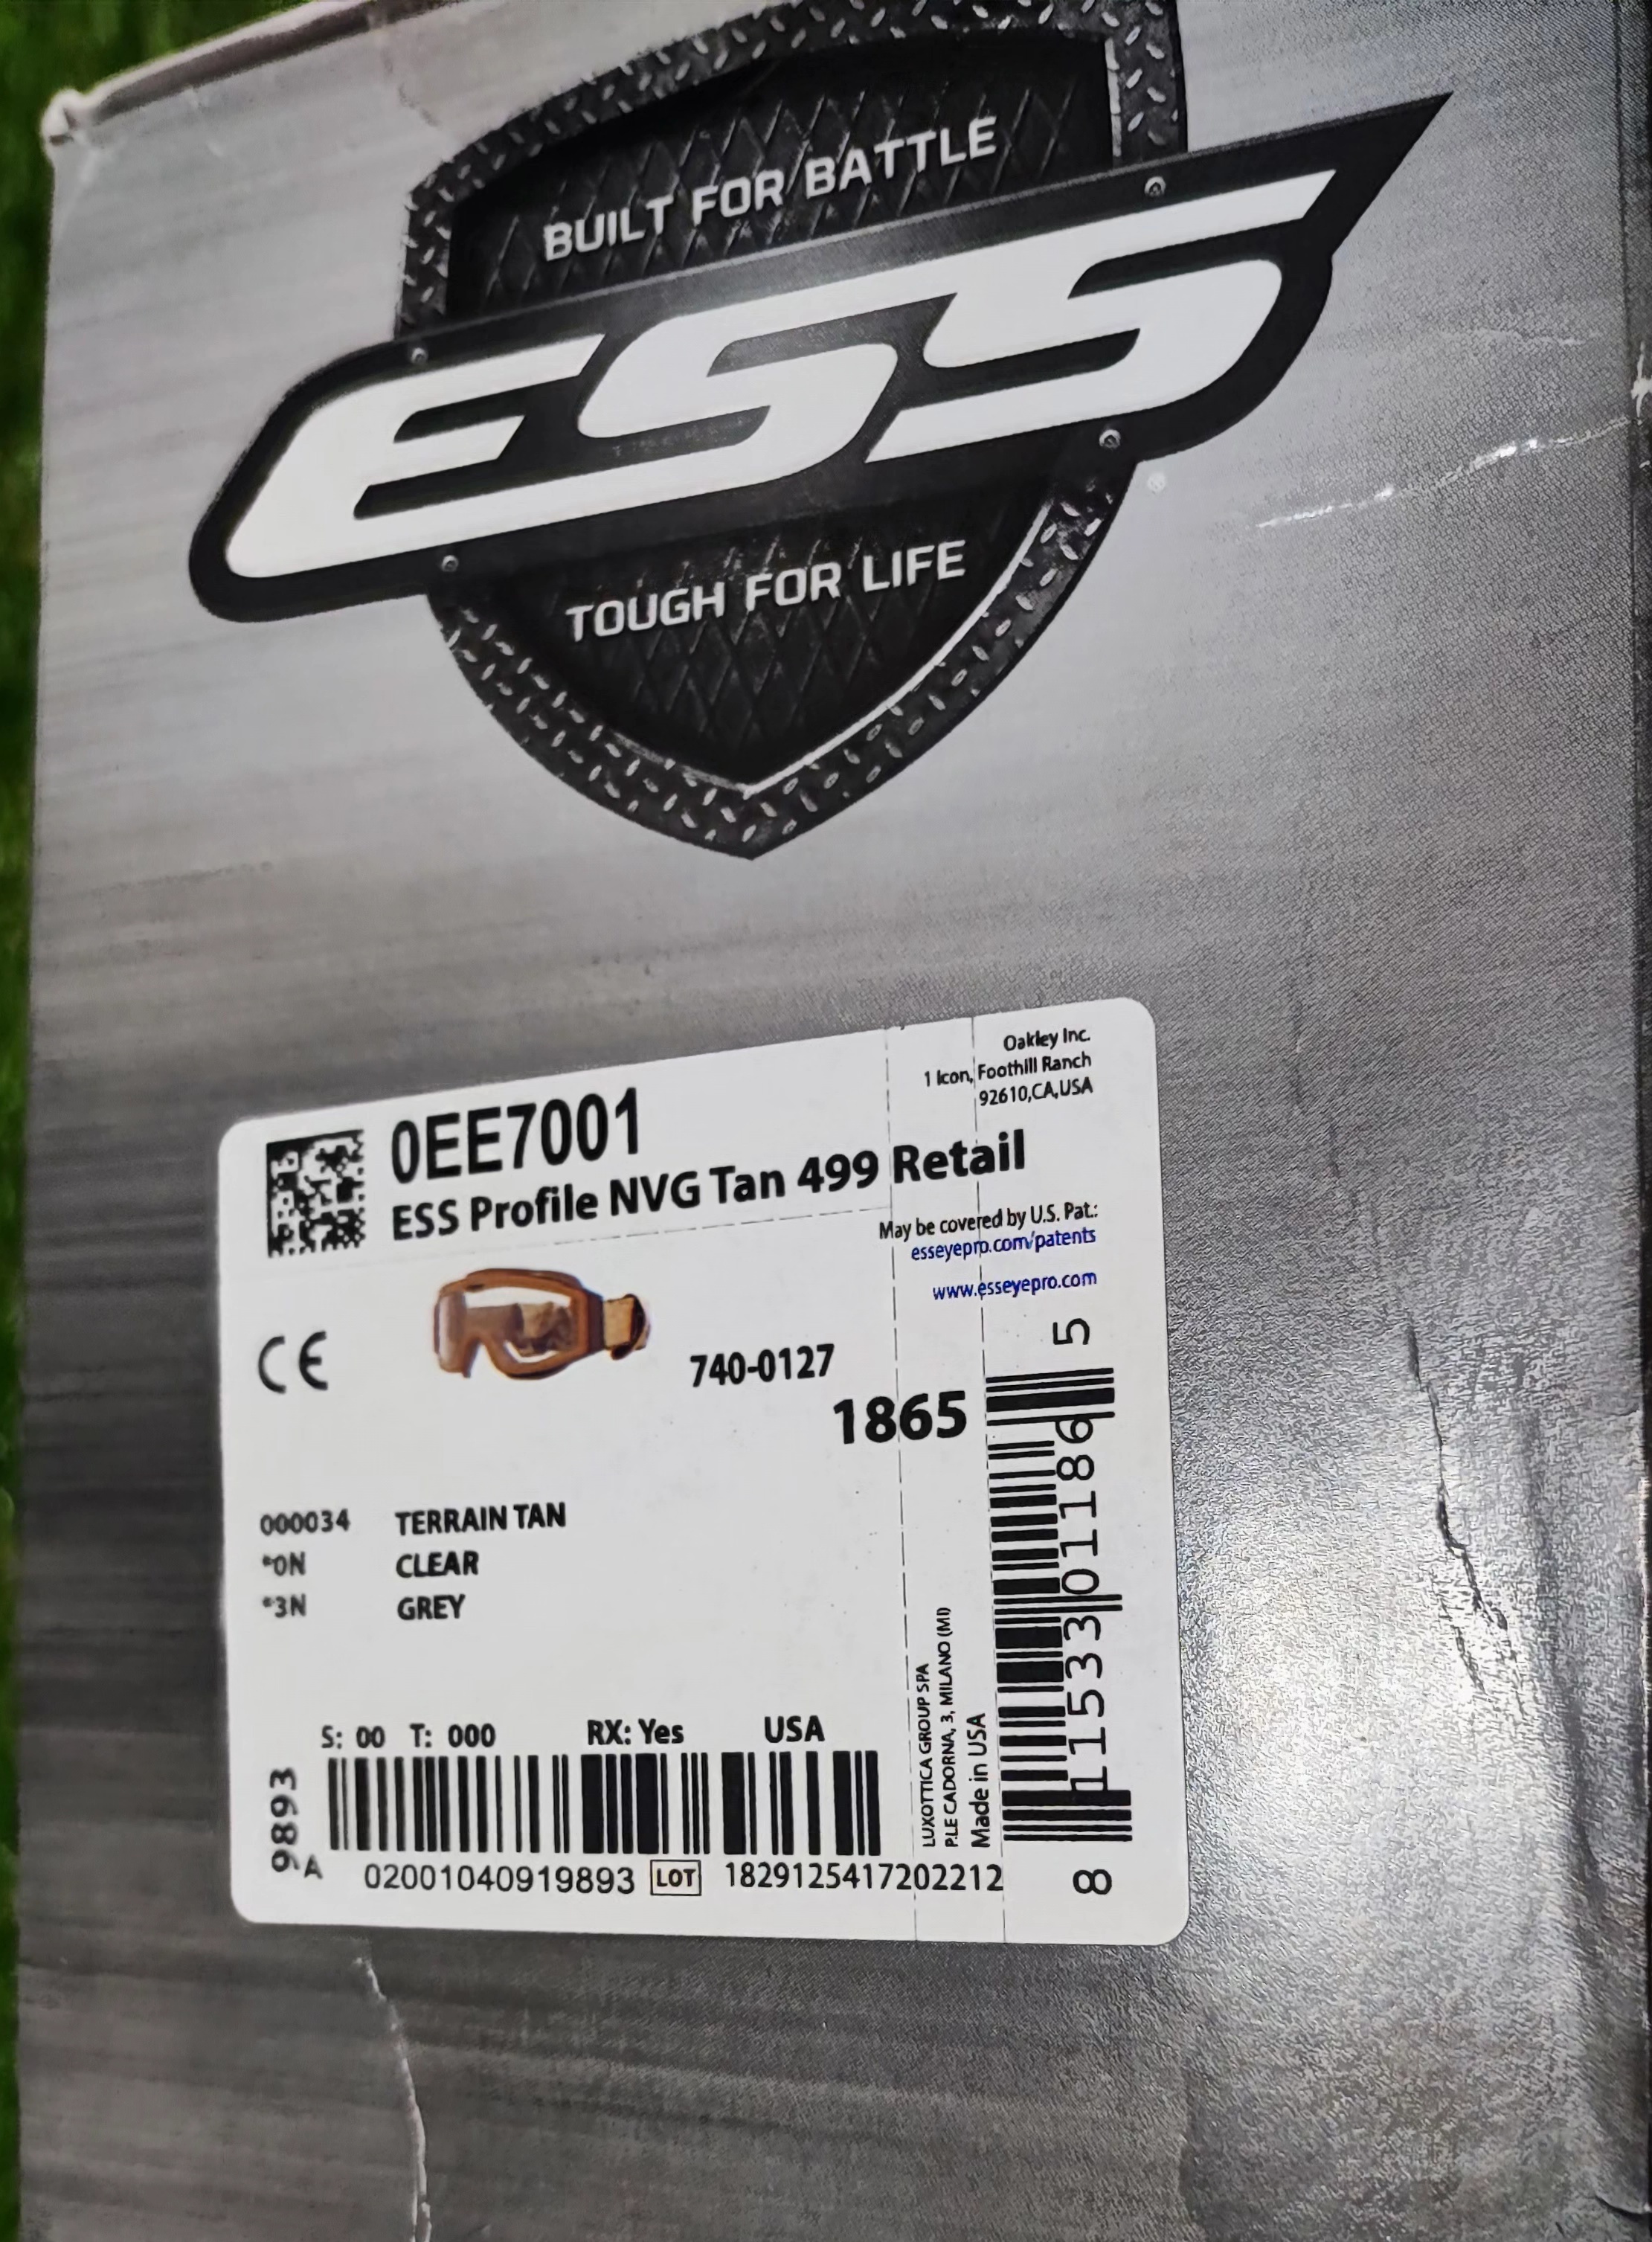 BUILT FOR BATTLE
ESS
TOUGH FOR LIFE
Oakley Inc.
1 Icon, Foothill Ranch
92610,CA,USA
0EE7001
ESS Profile NVG Tan 499 Retail
May be covered by U.S. Pat.:
esseyepro.com/patents
www.esseyepro.com
CE
740-0127
1865
000034 TERRAIN TAN
*0N CLEAR
*3N GREY
S: 00 T: 000 RX: Yes USA
9893
A
02001040919893 LOT 1829125417202212
LUXOTTICA GROUP SPA
P.LE CADORNA, 3, MILANO (MI)
Made in USA
8 11533 01186 5